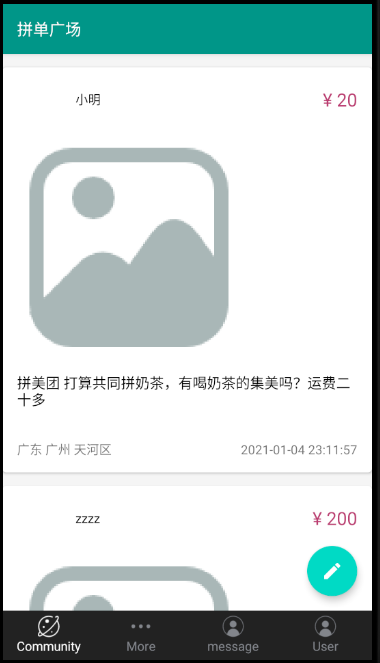 拼单广场
小明
¥ 20
拼美团 打算共同拼奶茶，有喝奶茶的集美吗？运费二
十多
广东 广州 天河区
2021-01-04 23:11:57
zzzz
¥ 200
Community
More
message
User